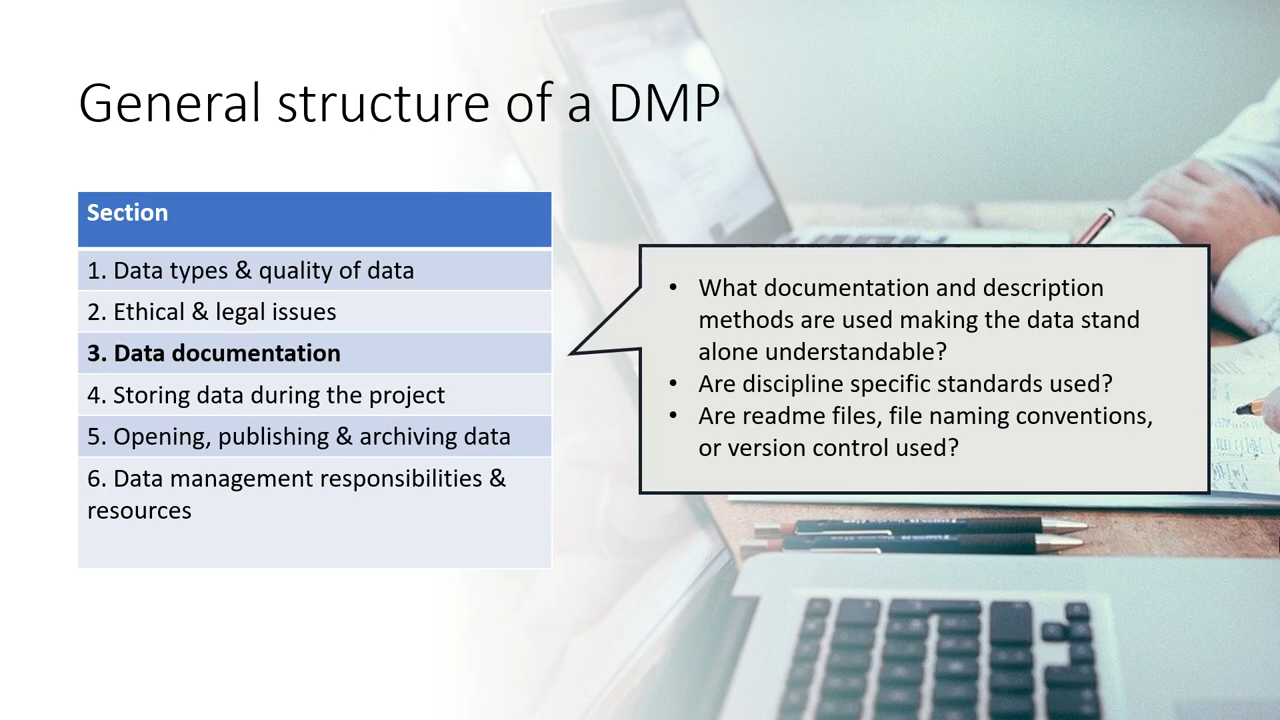 General structure of a DMP
Section
1. Data types & quality of data
2. Ethical & legal issues
3. Data documentation
4. Storing data during the project
5. Opening, publishing & archiving data
6. Data management responsibilities &
resources
• What documentation and description
methods are used making the data stand
alone understandable?
• Are discipline specific standards used?
• Are readme files, file naming conventions,
or version control used?